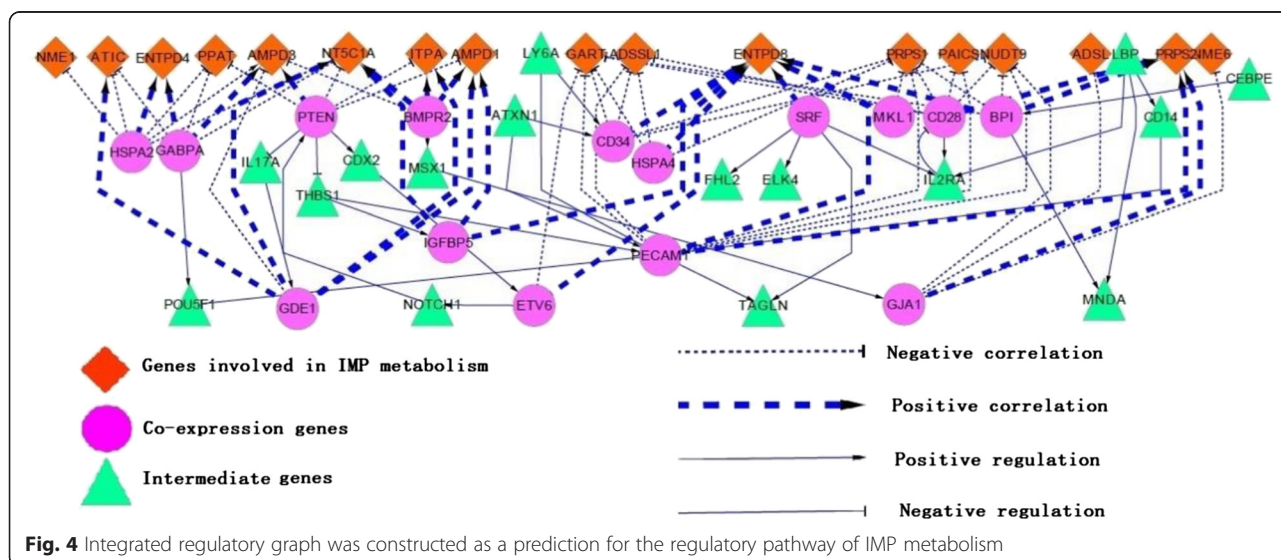 NME1 ATIC ENTPD4 PPAT AMPD3 NT5C1A ITPA AMPD1 LY6A GART ADSSL1 ENTPD8 PRPS1 PAICS NUDT9 ADSL LBP PRPS2
CEBPE
HSPA2 GABPA PTEN BMPR2 ATXN1 CD34 HSPA4 SRF MKL1 CD28 BPI CD14
IL17A CDX2 MSX1 FHL2 ELK4 IL2RA
THBS1
IGFBP5 PECAM1
POU5F1 GDE1 NOTCH1 ETV6 TAGLN GJA1 MNDA
Genes involved in IMP metabolism
Co-expression genes
Intermediate genes
Negative correlation
Positive correlation
Positive regulation
Negative regulation
Fig. 4 Integrated regulatory graph was constructed as a prediction for the regulatory pathway of IMP metabolism